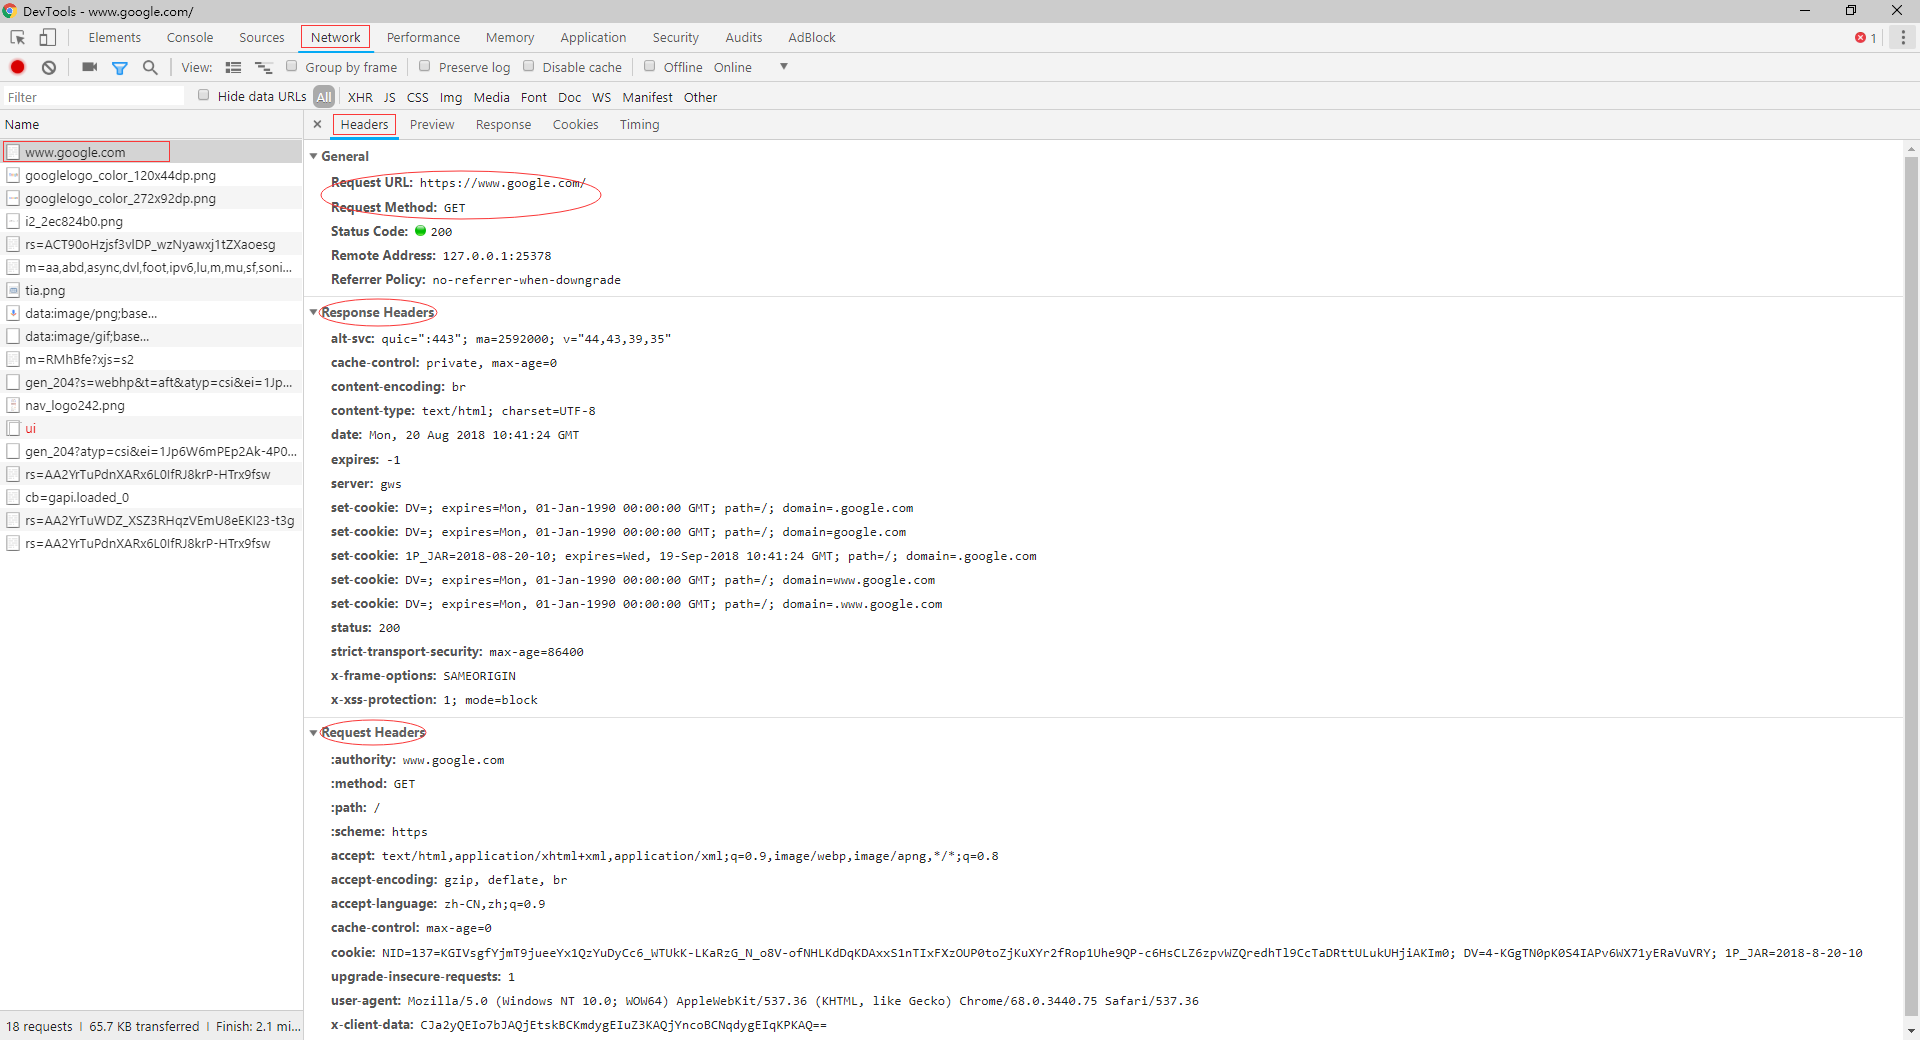 DevTools - www.google.com/
Elements Console Sources Network Performance Memory Application Security Audits AdBlock 1
View: Group by frame Preserve log Disable cache Offline Online
Filter Hide data URLs All XHR JS CSS Img Media Font Doc WS Manifest Other
Name
www.google.com
googlelogo_color_120x44dp.png
googlelogo_color_272x92dp.png
i2_2ec824b0.png
rs=ACT90oHzjsf3vlDP_wzNyawxj1tZXaoesg
m=aa,abd,async,dvl,foot,ipv6,lu,m,mu,sf,soni...
tia.png
data:image/png;base...
data:image/gif;base...
m=RMhBfe?xjs=s2
gen_204?s=webhp&t=aft&atyp=csi&ei=1Jp...
nav_logo242.png
ui
gen_204?atyp=csi&ei=1Jp6W6mPEp2Ak-4P0...
rs=AA2YrTuPdnXARx6L0IfRJ8krP-HTrx9fsw
cb=gapi.loaded_0
rs=AA2YrTuWDZ_XSZ3RHqzVEmU8eEKI23-t3g
rs=AA2YrTuPdnXARx6L0IfRJ8krP-HTrx9fsw
18 requests | 65.7 KB transferred | Finish: 2.1 mi...
× Headers Preview Response Cookies Timing
General
Request URL: https://www.google.com/
Request Method: GET
Status Code: 200
Remote Address: 127.0.0.1:25378
Referrer Policy: no-referrer-when-downgrade
Response Headers
alt-svc: quic=":443"; ma=2592000; v="44,43,39,35"
cache-control: private, max-age=0
content-encoding: br
content-type: text/html; charset=UTF-8
date: Mon, 20 Aug 2018 10:41:24 GMT
expires: -1
server: gws
set-cookie: DV=; expires=Mon, 01-Jan-1990 00:00:00 GMT; path=/; domain=.google.com
set-cookie: DV=; expires=Mon, 01-Jan-1990 00:00:00 GMT; path=/; domain=google.com
set-cookie: 1P_JAR=2018-08-20-10; expires=Wed, 19-Sep-2018 10:41:24 GMT; path=/; domain=.google.com
set-cookie: DV=; expires=Mon, 01-Jan-1990 00:00:00 GMT; path=/; domain=www.google.com
set-cookie: DV=; expires=Mon, 01-Jan-1990 00:00:00 GMT; path=/; domain=.www.google.com
status: 200
strict-transport-security: max-age=86400
x-frame-options: SAMEORIGIN
x-xss-protection: 1; mode=block
Request Headers
:authority: www.google.com
:method: GET
:path: /
:scheme: https
accept: text/html,application/xhtml+xml,application/xml;q=0.9,image/webp,image/apng,*/*;q=0.8
accept-encoding: gzip, deflate, br
accept-language: zh-CN,zh;q=0.9
cache-control: max-age=0
cookie: NID=137=KGIVsgfYjmT9jueeYx1QzYuDyCc6_WTUkK-LKaRzG_N_o8V-ofNHLKdDqKDAxxS1nTIxFXzOUP0toZjKuXYr2fRop1Uhe9QP-c6HsCLZ6zpvWZQredhTl9CcTaDRttULukUHjiAKIm0; DV=4-KGgTN0pK0S4IAPv6WX71yERaVuVRY; 1P_JAR=2018-8-20-10
upgrade-insecure-requests: 1
user-agent: Mozilla/5.0 (Windows NT 10.0; WOW64) AppleWebKit/537.36 (KHTML, like Gecko) Chrome/68.0.3440.75 Safari/537.36
x-client-data: CJa2yQEIo7bJAQjEtskBCKmdygEIuZ3KAQjYncoBCNqdygEIqKPKAQ==